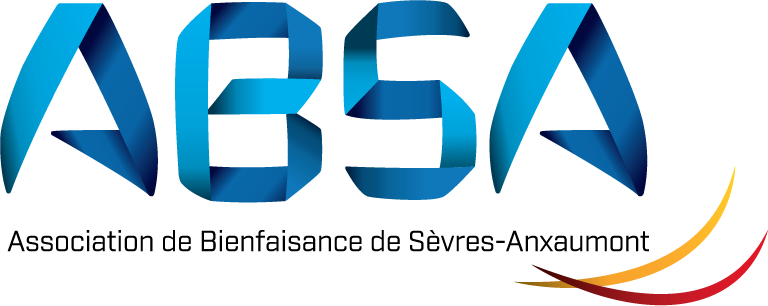 ABSA
Association de Bienfaisance de Sèvres-Anxaumont